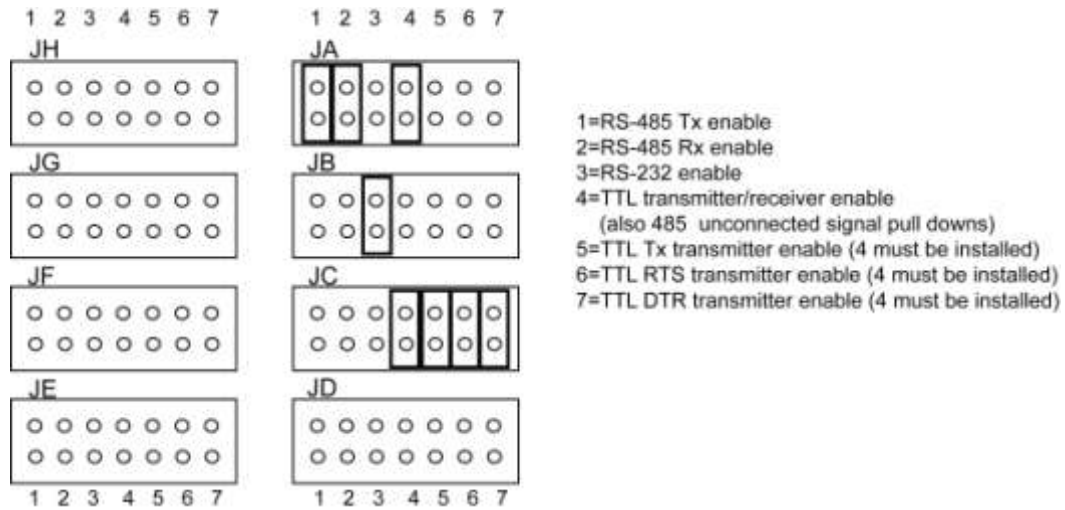 1 2 3 4 5 6 7 1 2 3 4 5 6 7
JH JA
JG JB
JF JC
JE JD
1 2 3 4 5 6 7 1 2 3 4 5 6 7
1=RS-485 Tx enable
2=RS-485 Rx enable
3=RS-232 enable
4=TTL transmitter/receiver enable
(also 485 unconnected signal pull downs)
5=TTL Tx transmitter enable (4 must be installed)
6=TTL RTS transmitter enable (4 must be installed)
7=TTL DTR transmitter enable (4 must be installed)